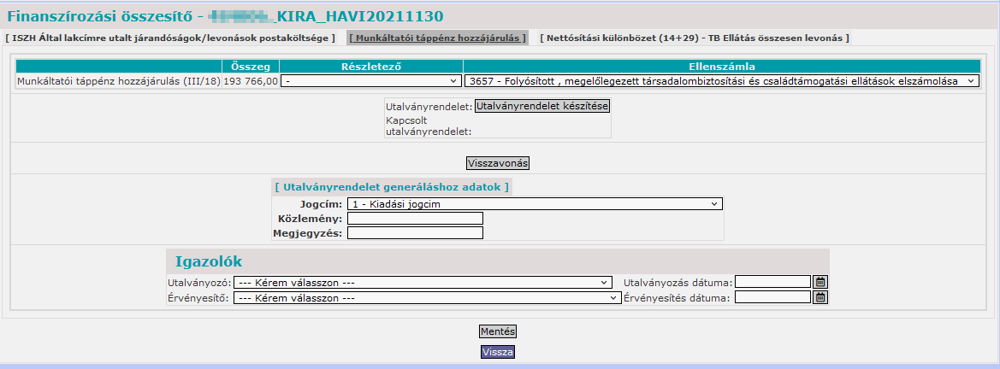 Finanszírozási összesítő - _KIRA_HAVI20211130
[ ISZH Által lakcímre utalt járandóságok/levonások postaköltsége ] [ Munkáltatói táppénz hozzájárulás ] [ Nettósítási különbözet (14+29) - TB Ellátás összesen levonás ]
Összeg Részletező Ellenszámla
Munkáltatói táppénz hozzájárulás (III/18) 193 766,00 - 3657 - Folyósított , megelőlegezett társadalombiztosítási és családtámogatási ellátások elszámolása
Utalványrendelet: Utalványrendelet készítése
Kapcsolt
utalványrendelet:
Visszavonás
[ Utalványrendelet generáláshoz adatok ]
Jogcím: 1 - Kiadási jogcim
Közlemény:
Megjegyzés:
Igazolók
Utalványozó: --- Kérem válasszon --- Utalványozás dátuma:
Érvényesítő: --- Kérem válasszon --- Érvényesítés dátuma:
Mentés
Vissza